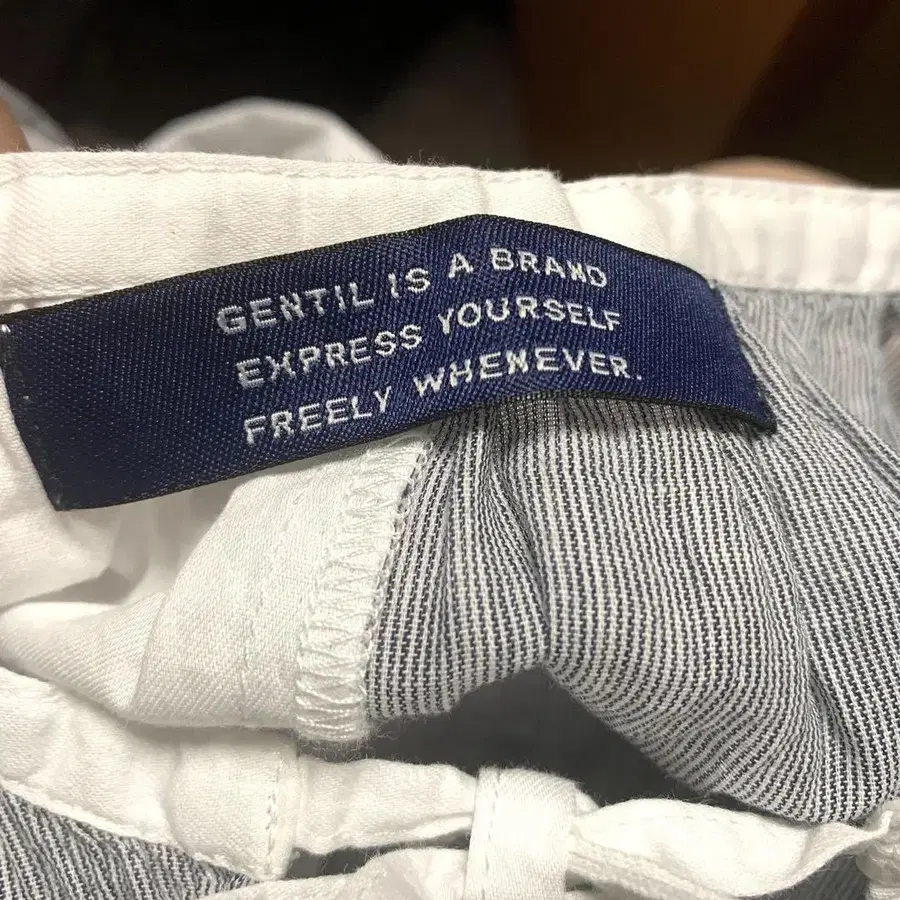 GENTIL IS A BRAND
EXPRESS YOURSELF
FREELY WHENEVER.